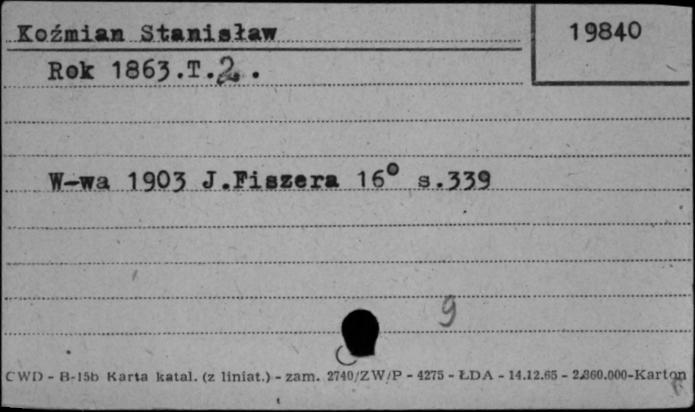 Koźmian Stanisław
19840
Rok 1863.T.2.
W-wa 1903 J.Fiszera 16° s.339
9
CWD - B-15b Karta katal. (z liniat.) - zam. 2740/ZW/P - 4275 - ŁDA - 14.12.65 - 2.860.000-Karton